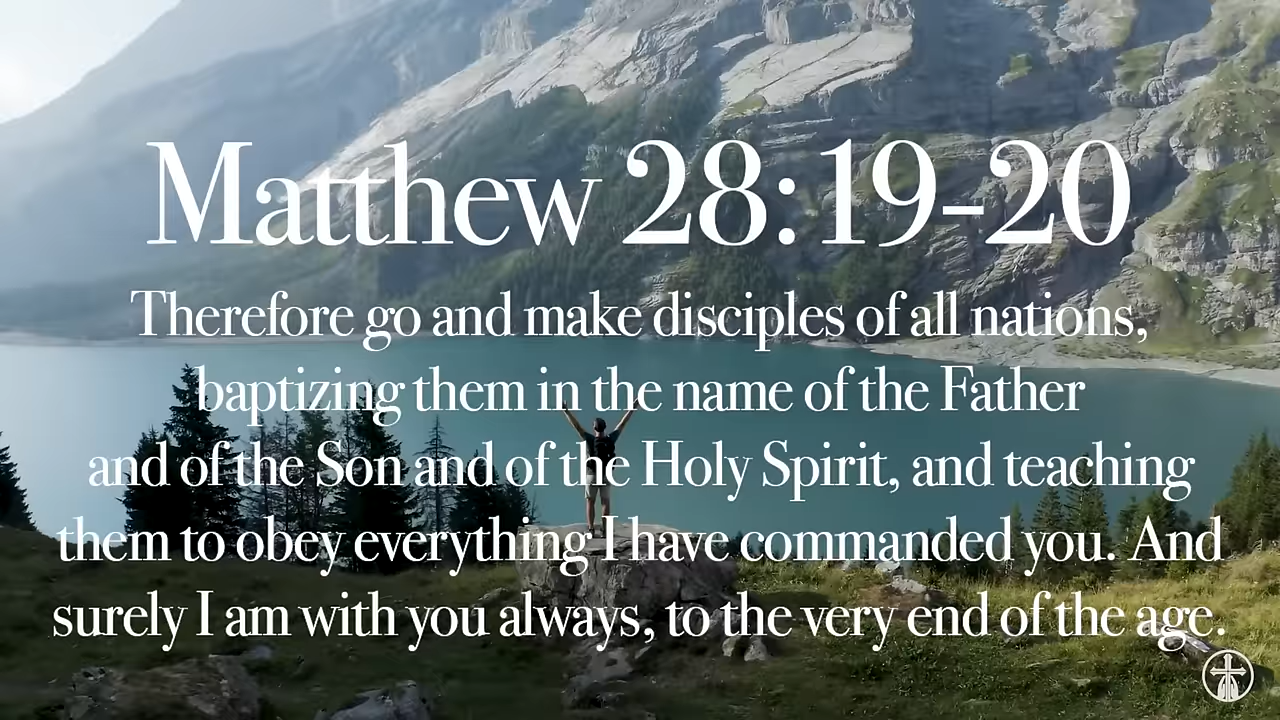 Matthew 28:19-20
Therefore go and make disciples of all nations,
baptizing them in the name of the Father
and of the Son and of the Holy Spirit, and teaching
them to obey everything I have commanded you. And
surely I am with you always, to the very end of the age.